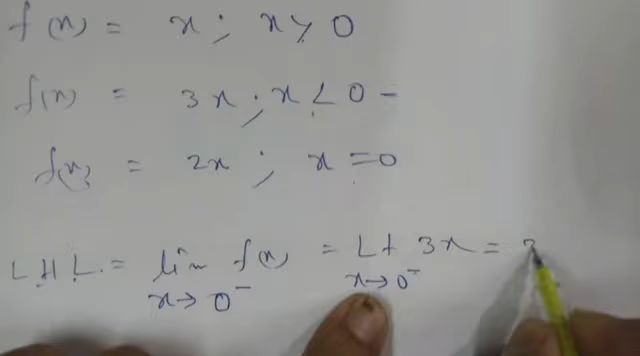 f(x) = x ; x > 0
f(x) = 3x ; x < 0 -
f(x) = 2x ; x = 0
L.H.L. = lim x→0⁻ f(x) = Lt x→0⁻ 3x =